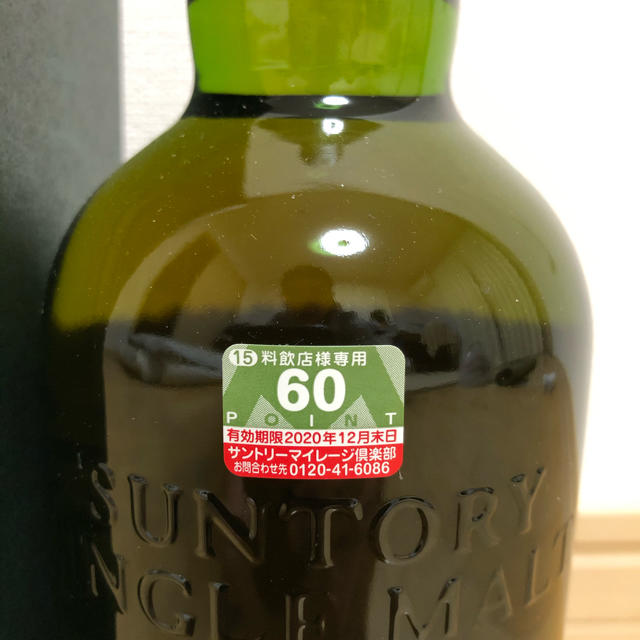 ⑮料飲店様専用
60
POINT
有効期限2020年12月末日
サントリーマイレージ倶楽部
お問合わせ先 0120-41-6086
SUNTORY
NGLE MALT